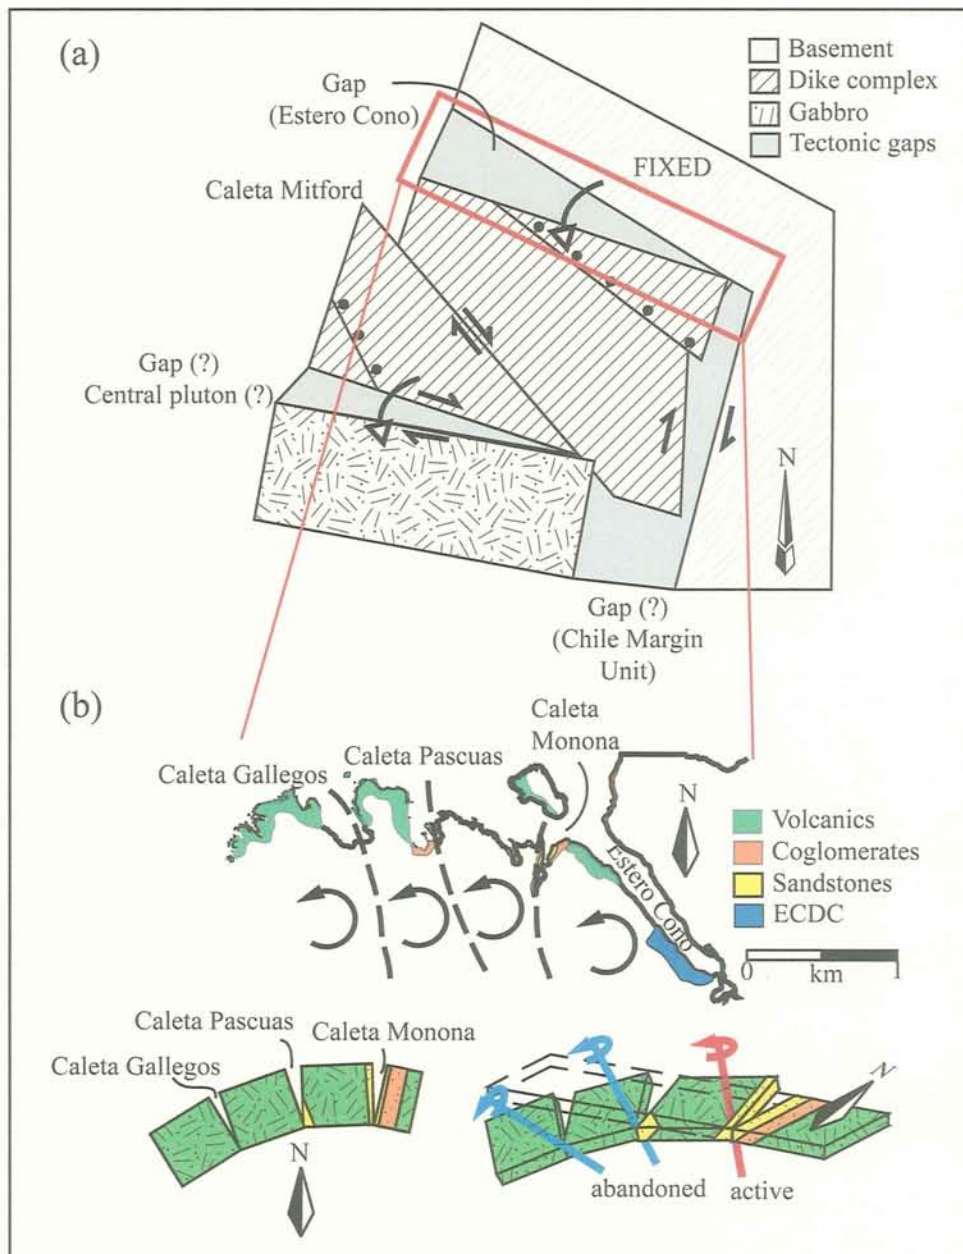 (a)
Basement
Dike complex
Gabbro
Tectonic gaps
Gap
(Estero Cono)
FIXED
Caleta Mitford
Gap (?)
Central pluton (?)
N
Gap (?)
(Chile Margin
Unit)
(b)
Caleta
Monona
Caleta Pascuas
Caleta Gallegos
N
Volcanics
Coglomerates
Sandstones
ECDC
Estero Cono
0 km 1
Caleta Pascuas
Caleta Monona
Caleta Gallegos
N
N
abandoned
active